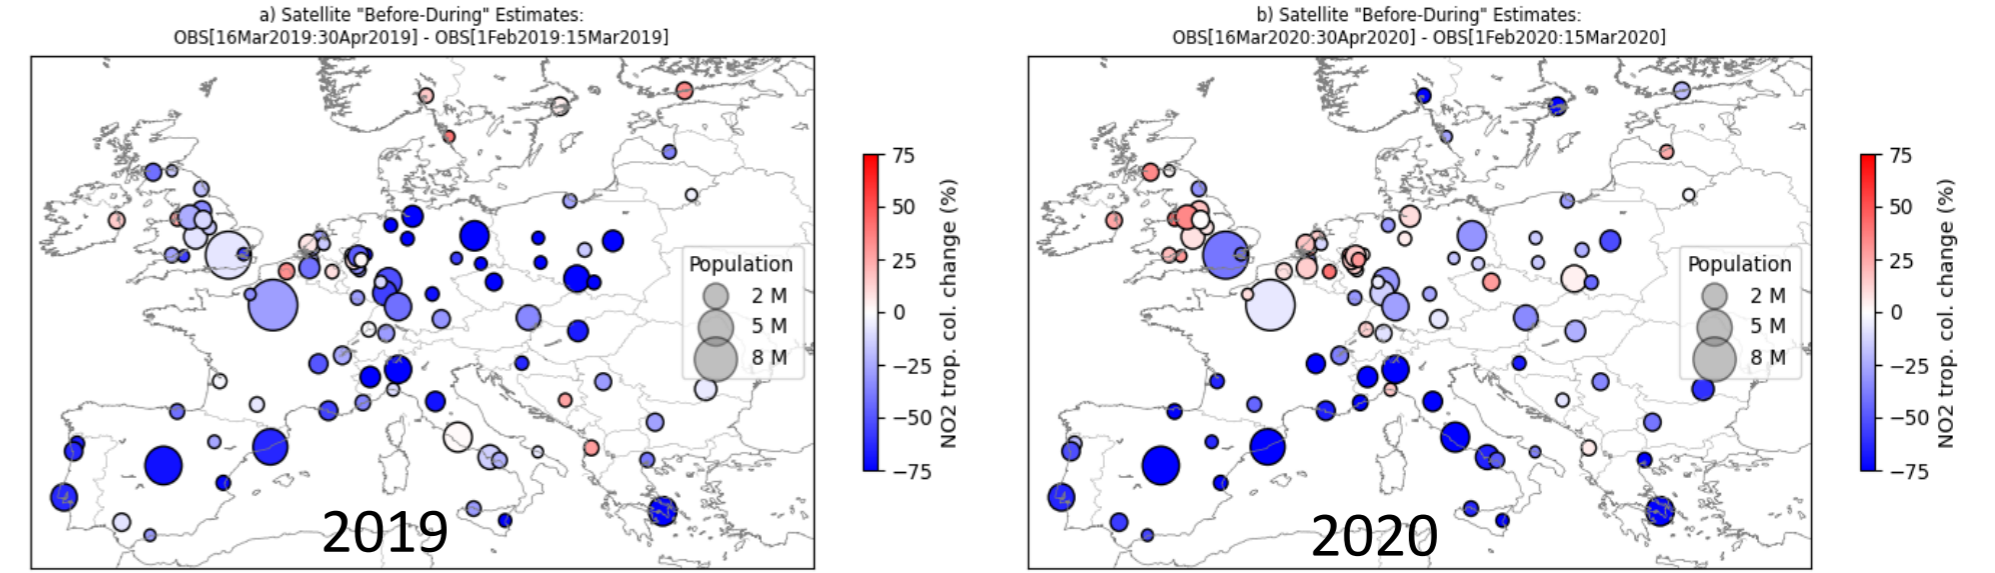 a) Satellite "Before-During" Estimates:
OBS[16Mar2019:30Apr2019] - OBS[1Feb2019:15Mar2019]
Population
2 M
5 M
8 M
2019
75
50
25
0
−25
−50
−75
NO2 trop. col. change (%)
b) Satellite "Before-During" Estimates:
OBS[16Mar2020:30Apr2020] - OBS[1Feb2020:15Mar2020]
Population
2 M
5 M
8 M
2020
75
50
25
0
−25
−50
−75
NO2 trop. col. change (%)